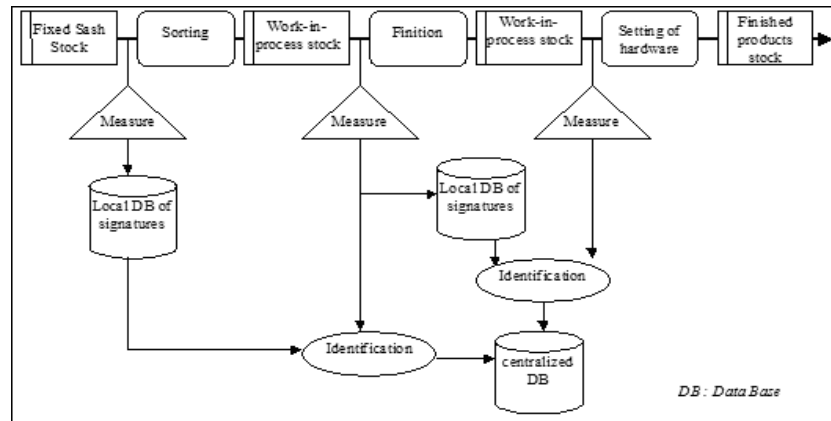 Fixed Sash
Stock
Sorting
Work-in-
process stock
Finition
Work-in-
process stock
Setting of
hardware
Finished
products
stock
Measure
Measure
Measure
Local DB of
signatures
Local DB of
signatures
Identification
Identification
centralized
DB
DB : Data Base